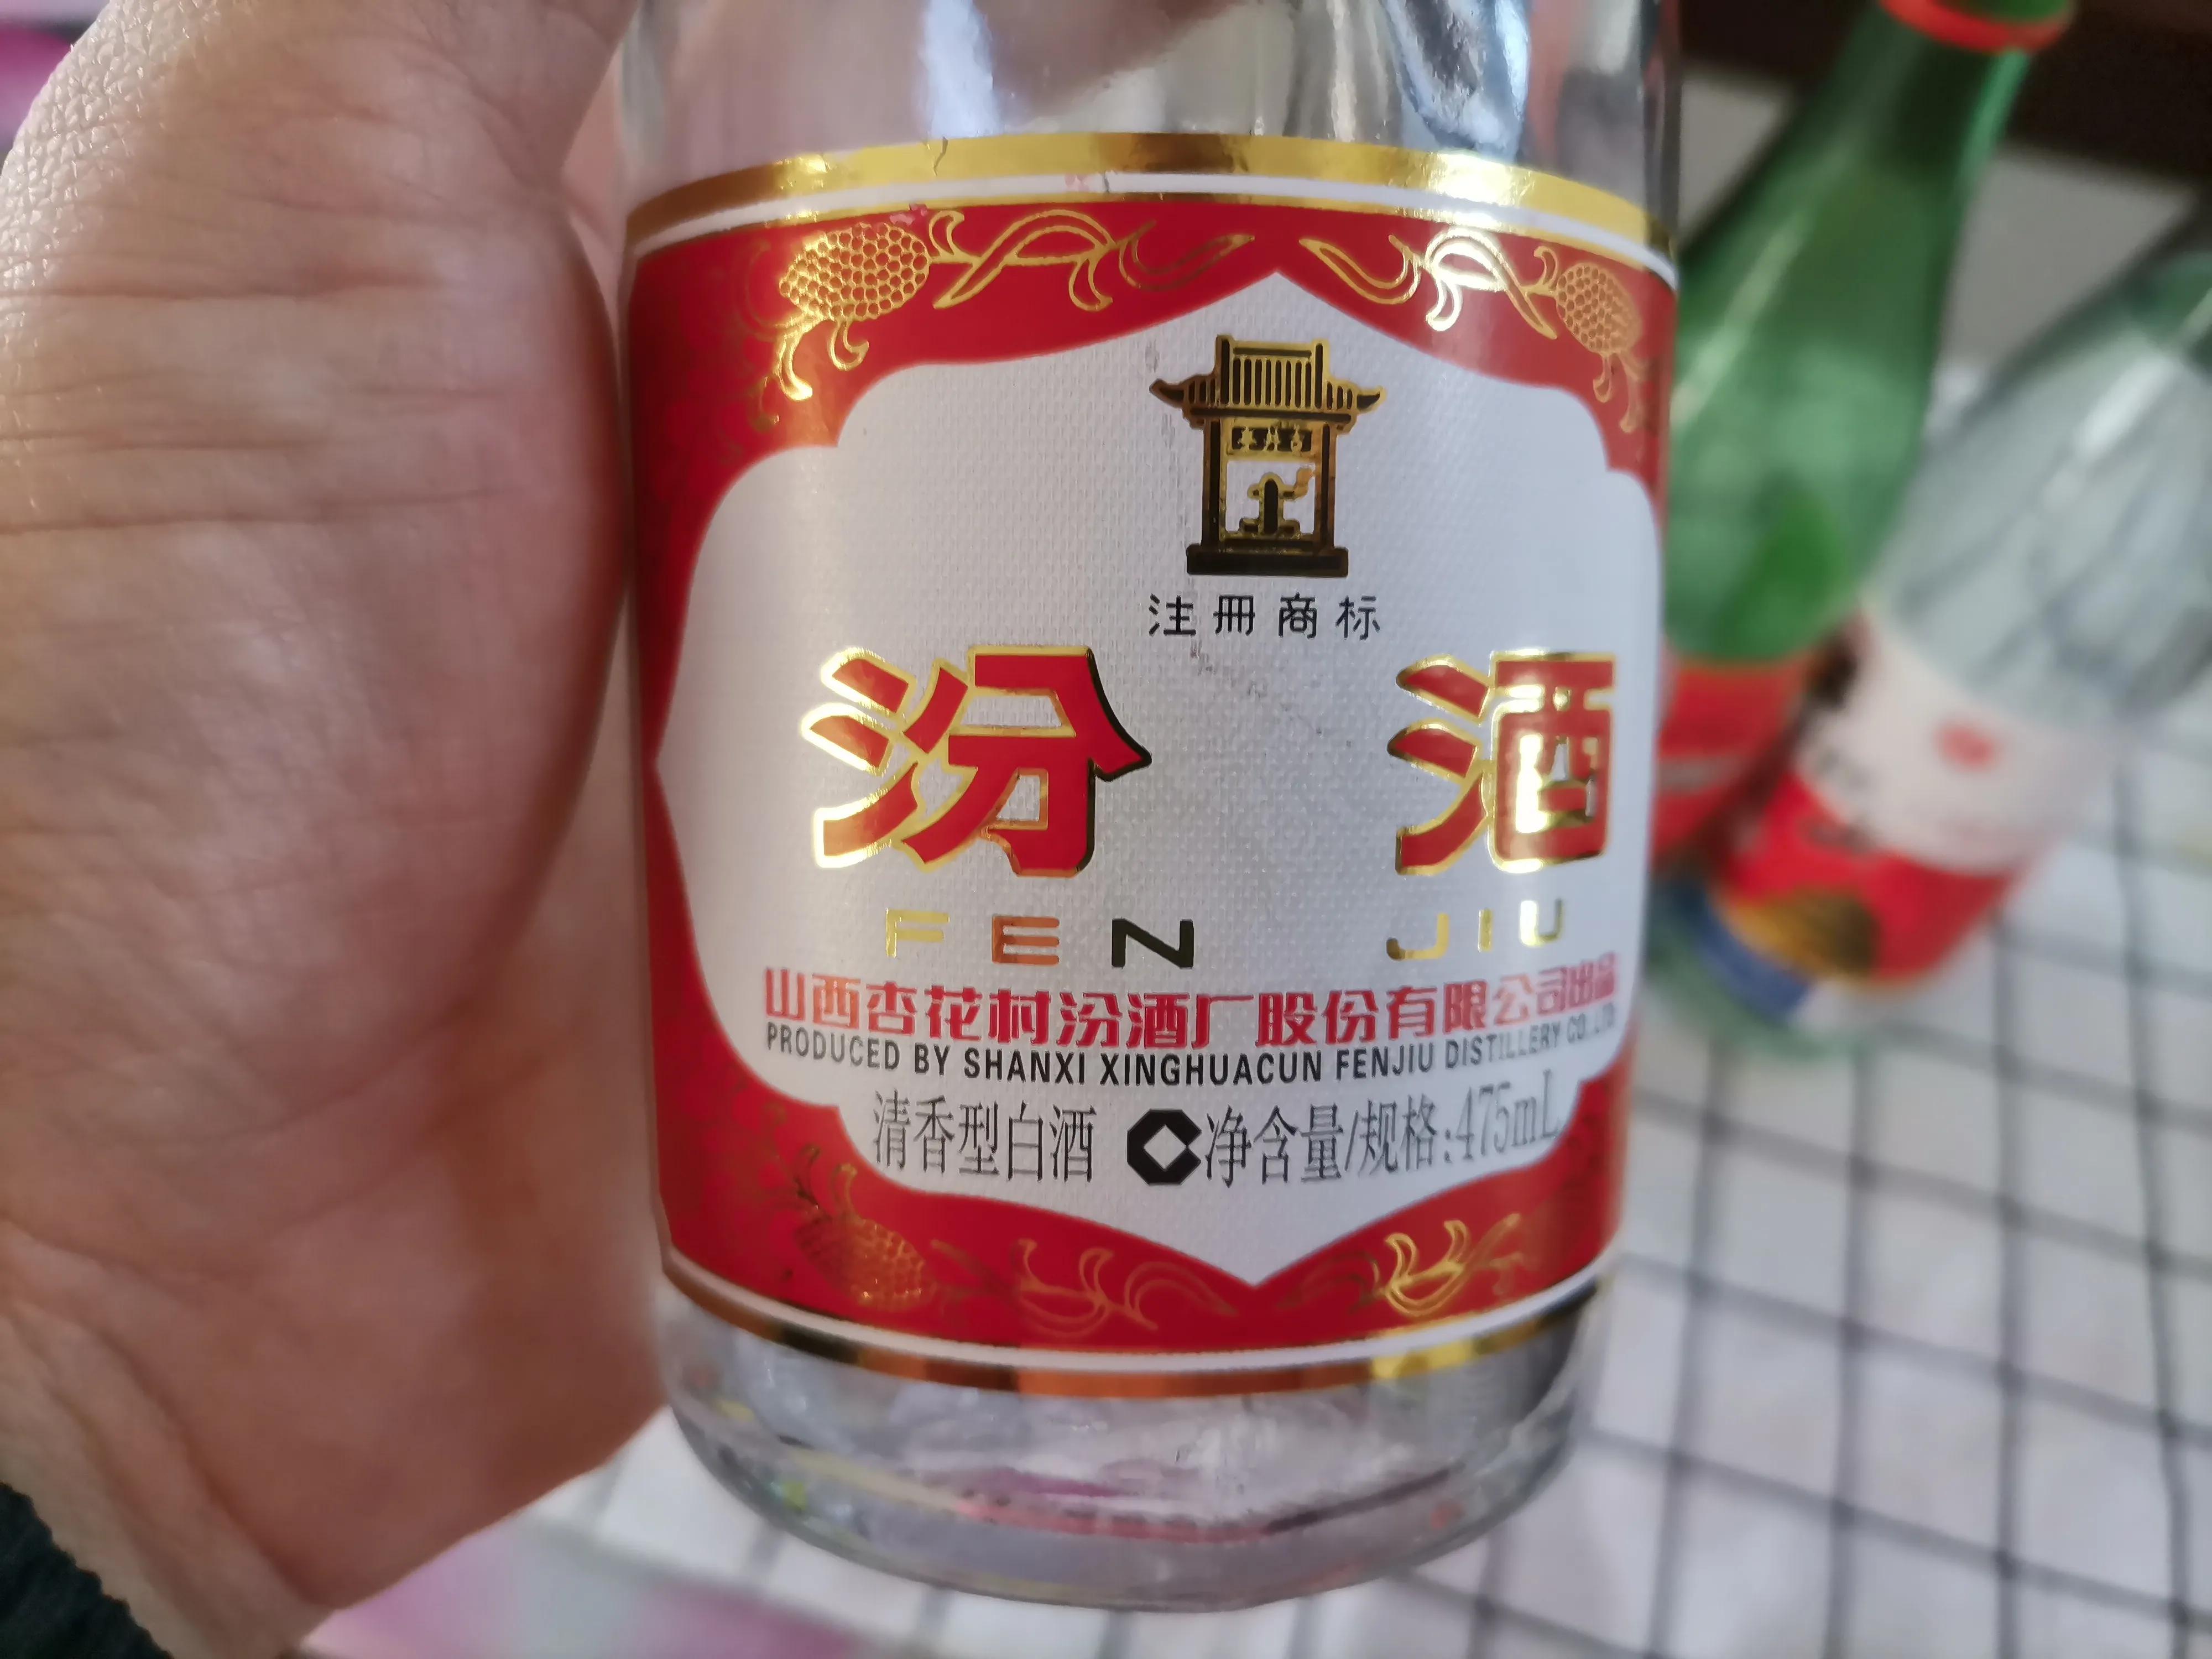 注冊商标
汾酒
FEN JIU
山西杏花村汾酒厂股份有限公司出品
PRODUCED BY SHANXI XINGHUACUN FENJIU DISTILLERY CO.,LTD.
清香型白酒 净含量/规格:475mL